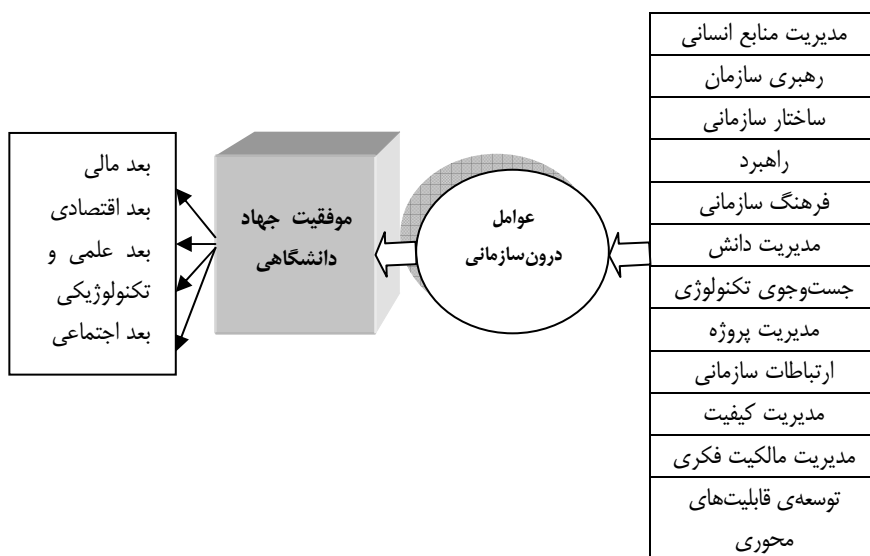 مدیریت منابع انسانی
رهبری سازمان
ساختار سازمانی
راهبرد
فرهنگ سازمانی
مدیریت دانش
جست‌وجوی تکنولوژی
مدیریت پروژه
ارتباطات سازمانی
مدیریت کیفیت
مدیریت مالکیت فکری
توسعه‌ی قابلیت‌های
محوری
عوامل
درون‌سازمانی
موفقیت جهاد
دانشگاهی
بعد مالی
بعد اقتصادی
بعد علمی و
تکنولوژیکی
بعد اجتماعی